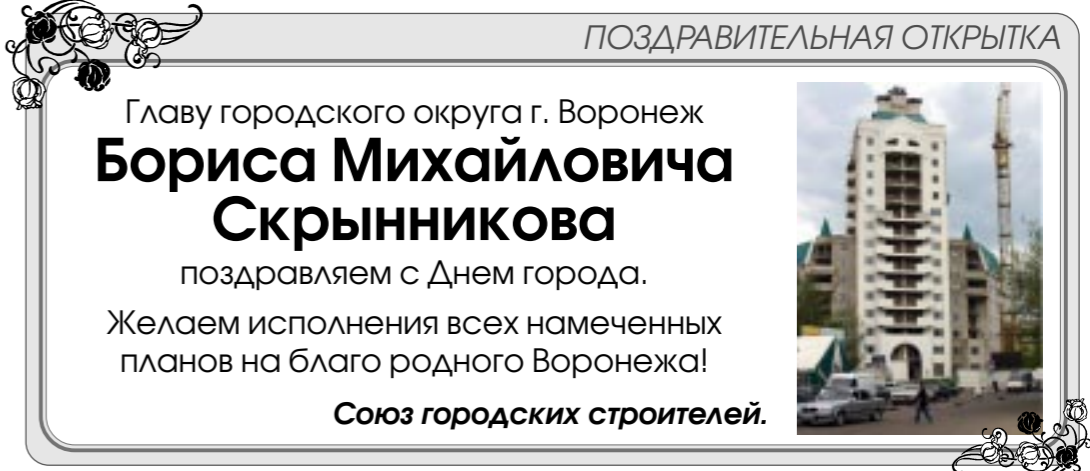 ПОЗДРАВИТЕЛЬНАЯ ОТКРЫТКА
Главу городского округа г. Воронеж
Бориса Михайловича
Скрынникова
поздравляем с Днем города.
Желаем исполнения всех намеченных
планов на благо родного Воронежа!
Союз городских строителей.